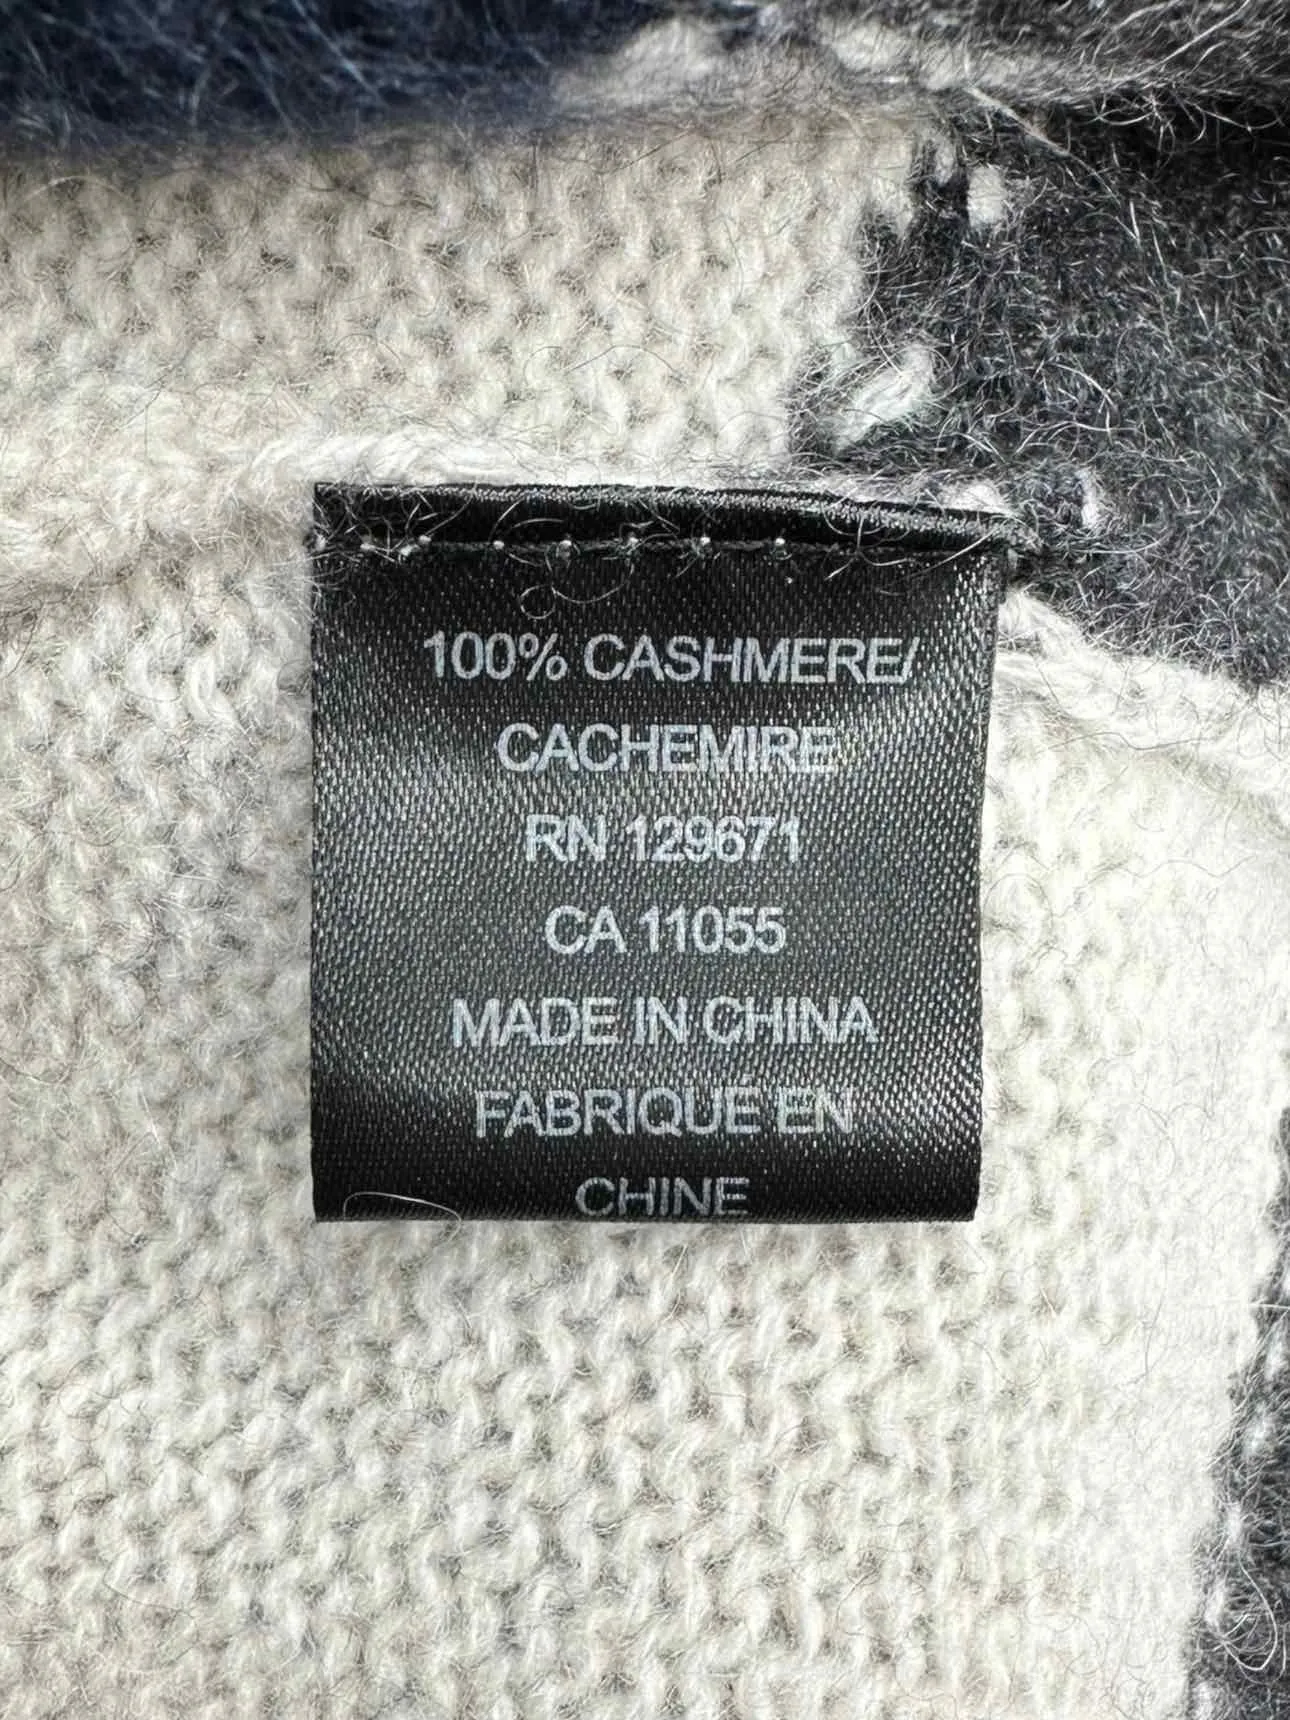 100% CASHMERE/
CACHEMIRE
RN 129671
CA 11055
MADE IN CHINA
FABRIQUÉ EN
CHINE